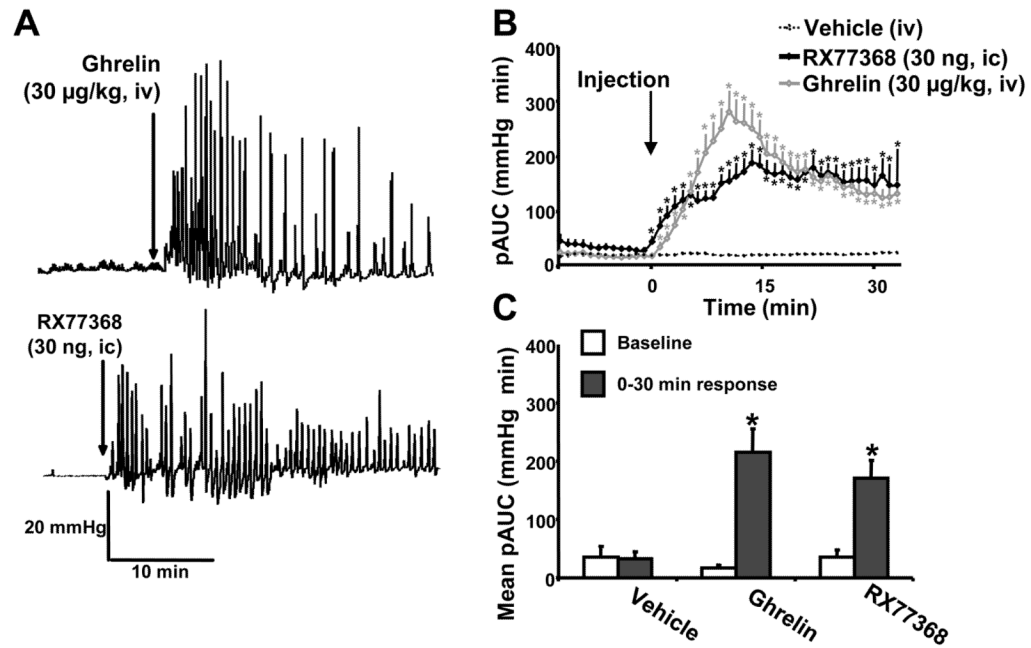 A
Ghrelin
(30 µg/kg, iv)
RX77368
(30 ng, ic)
20 mmHg
10 min
B
Vehicle (iv)
RX77368 (30 ng, ic)
Ghrelin (30 µg/kg, iv)
Injection
pAUC (mmHg min)
400
300
200
100
0
0 15 30
Time (min)
C
Baseline
0-30 min response
Mean pAUC (mmHg min)
400
300
200
100
0
* *
Vehicle Ghrelin RX77368